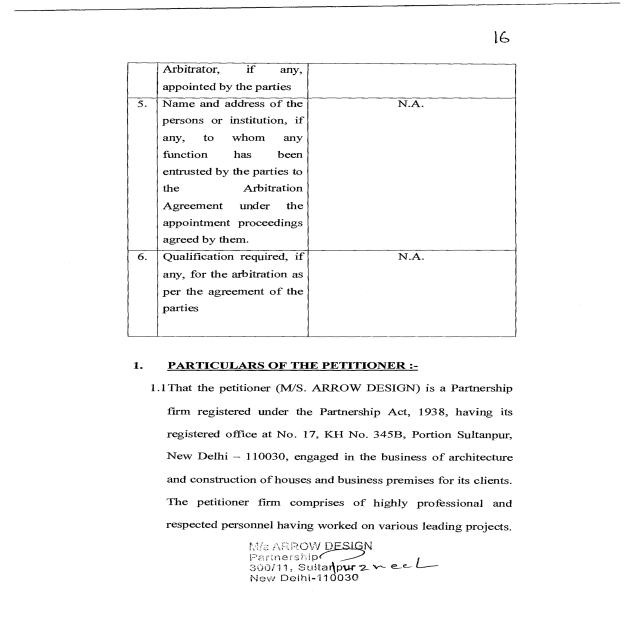 16
Arbitrator, if any,
appointed by the parties
5. Name and address of the N.A.
persons or institution, if
any, to whom any
function has been
entrusted by the parties to
the Arbitration
Agreement under the
appointment proceedings
agreed by them.
6. Qualification required, if N.A.
any, for the arbitration as
per the agreement of the
parties
1. PARTICULARS OF THE PETITIONER :-
1.1 That the petitioner (M/S. ARROW DESIGN) is a Partnership
firm registered under the Partnership Act, 1938, having its
registered office at No. 17, KH No. 345B, Portion Sultanpur,
New Delhi – 110030, engaged in the business of architecture
and construction of houses and business premises for its clients.
The petitioner firm comprises of highly professional and
respected personnel having worked on various leading projects.
M/s ARROW DESIGN
Partnership
300/11, Sultanpur
New Delhi-110030